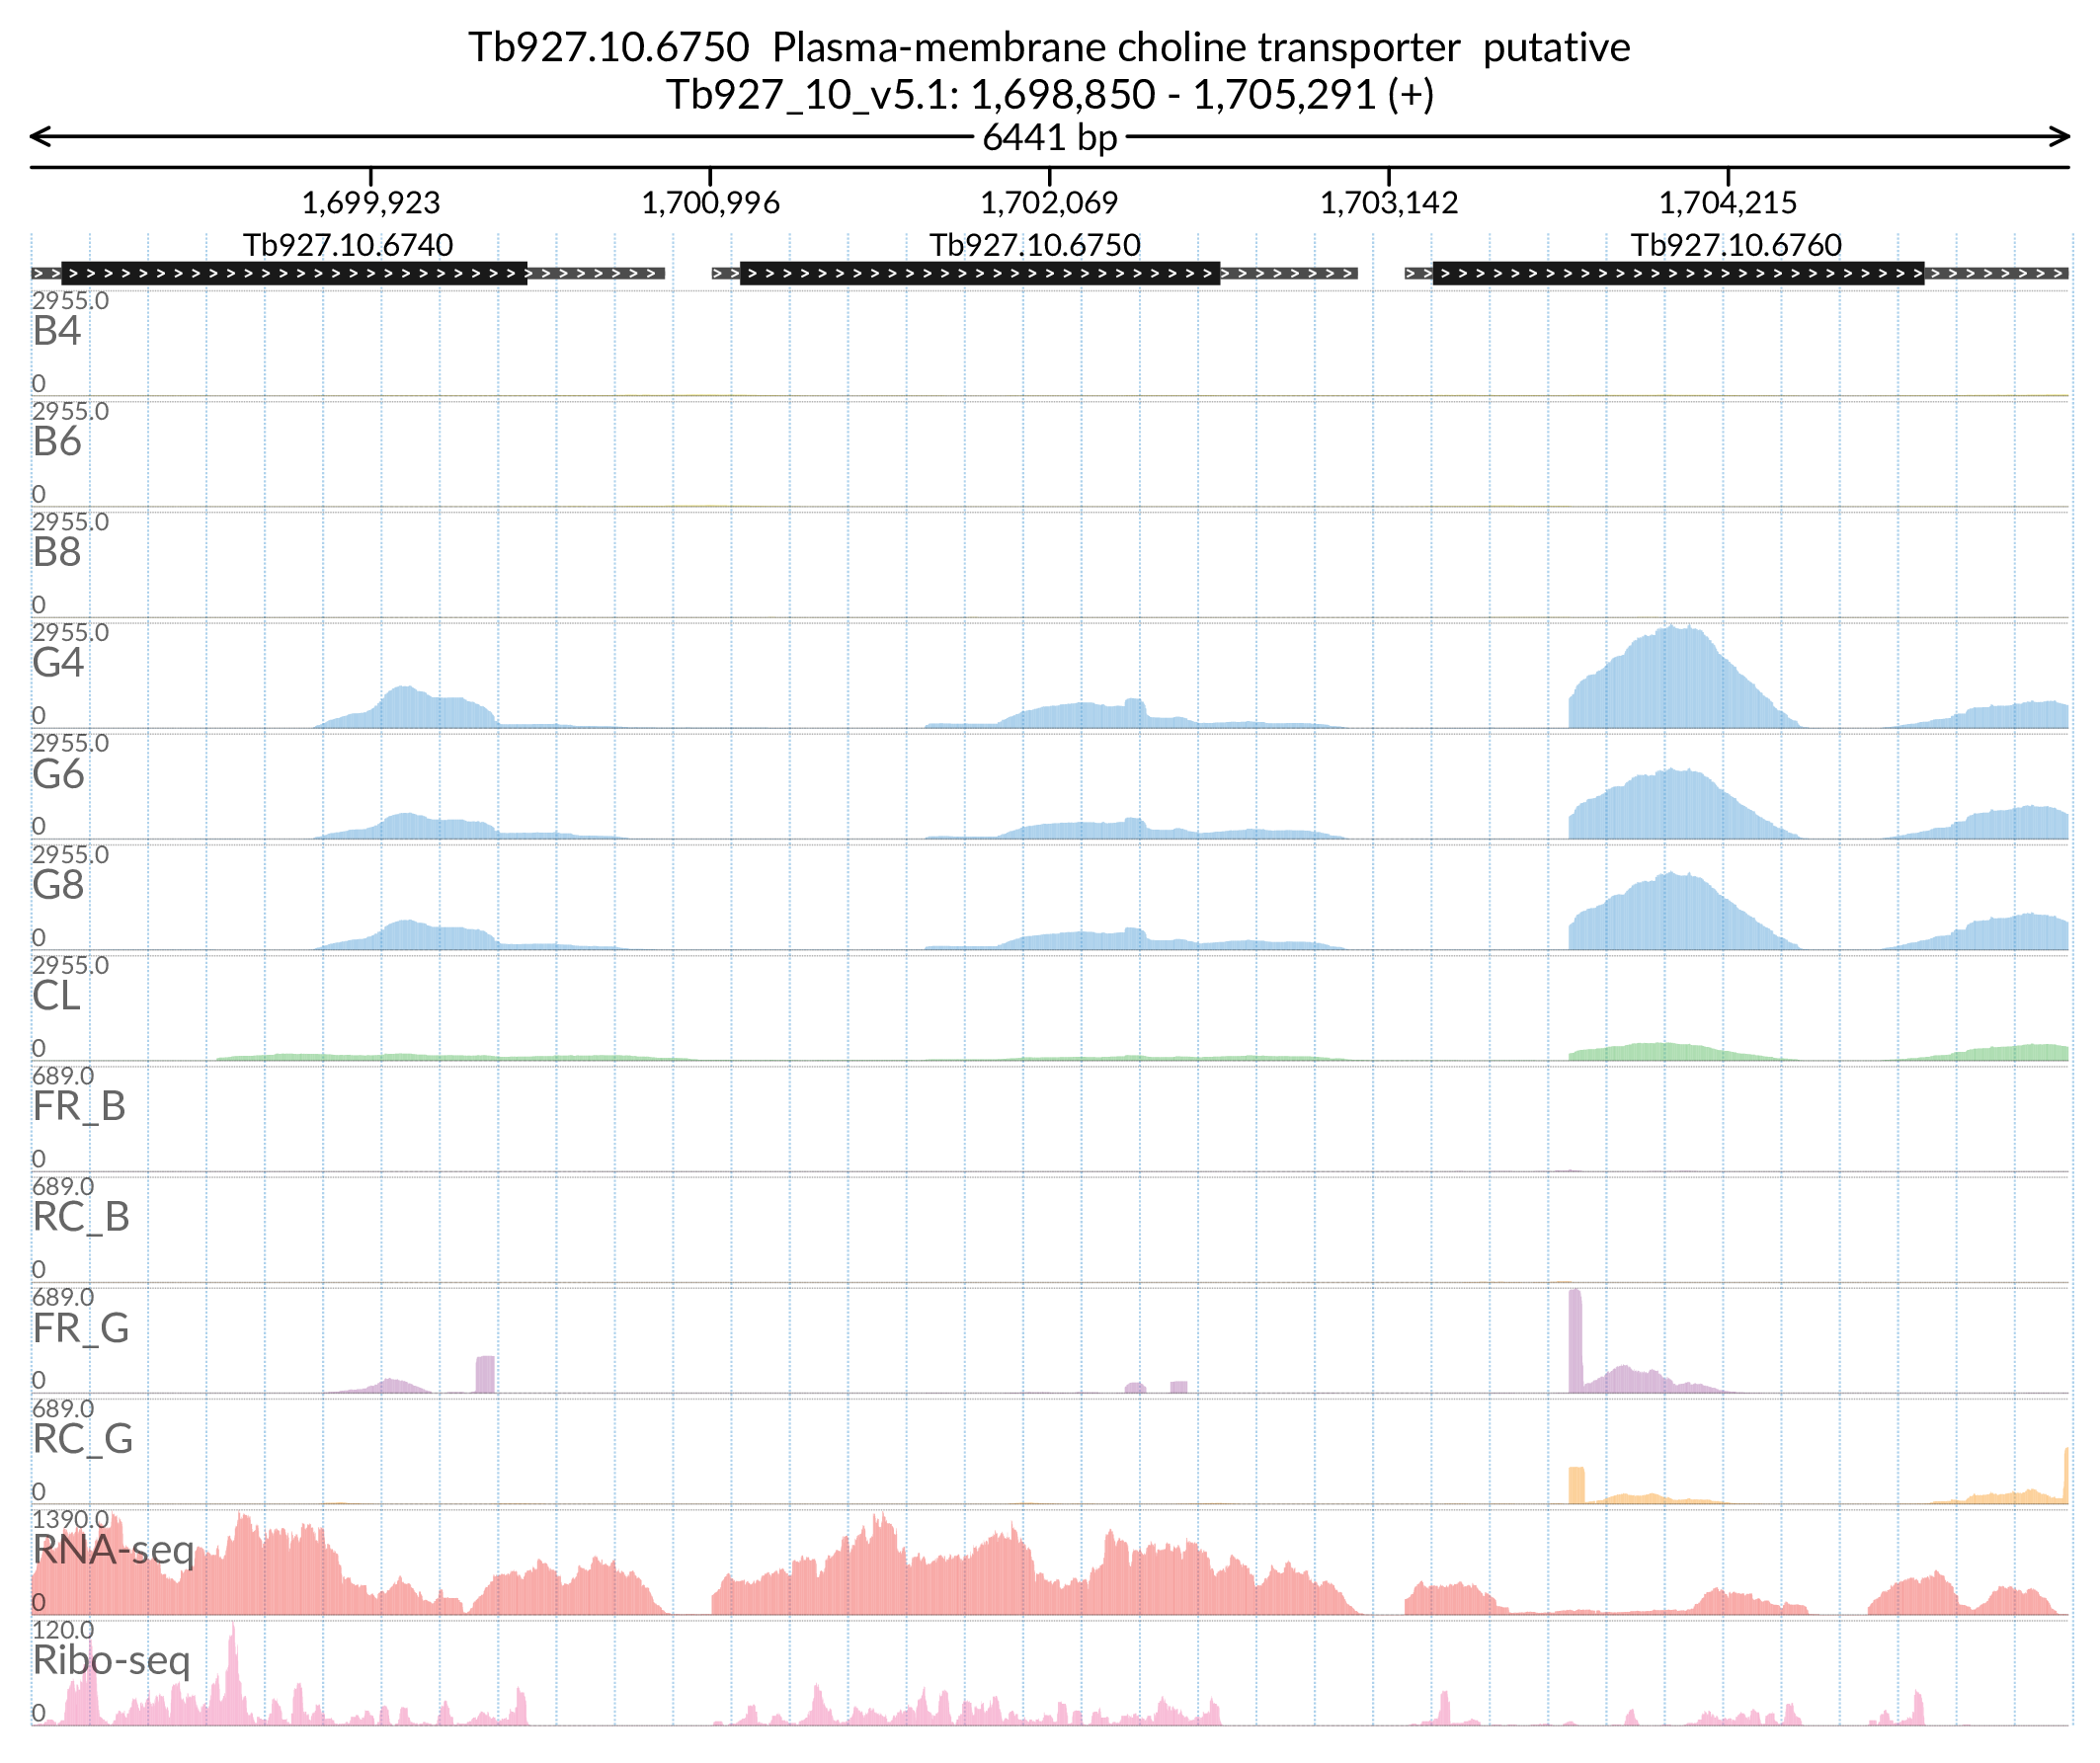 Tb927.10.6750  Plasma-membrane choline transporter  putative
Tb927_10_v5.1: 1,698,850 - 1,705,291 (+)
6441 bp
1,699,923 1,700,996 1,702,069 1,703,142 1,704,215
Tb927.10.6740 Tb927.10.6750 Tb927.10.6760
2955.0
B4
0
2955.0
B6
0
2955.0
B8
0
2955.0
G4
0
2955.0
G6
0
2955.0
G8
0
2955.0
CL
0
689.0
FR_B
0
689.0
RC_B
0
689.0
FR_G
0
689.0
RC_G
0
1390.0
RNA-seq
0
120.0
Ribo-seq
0